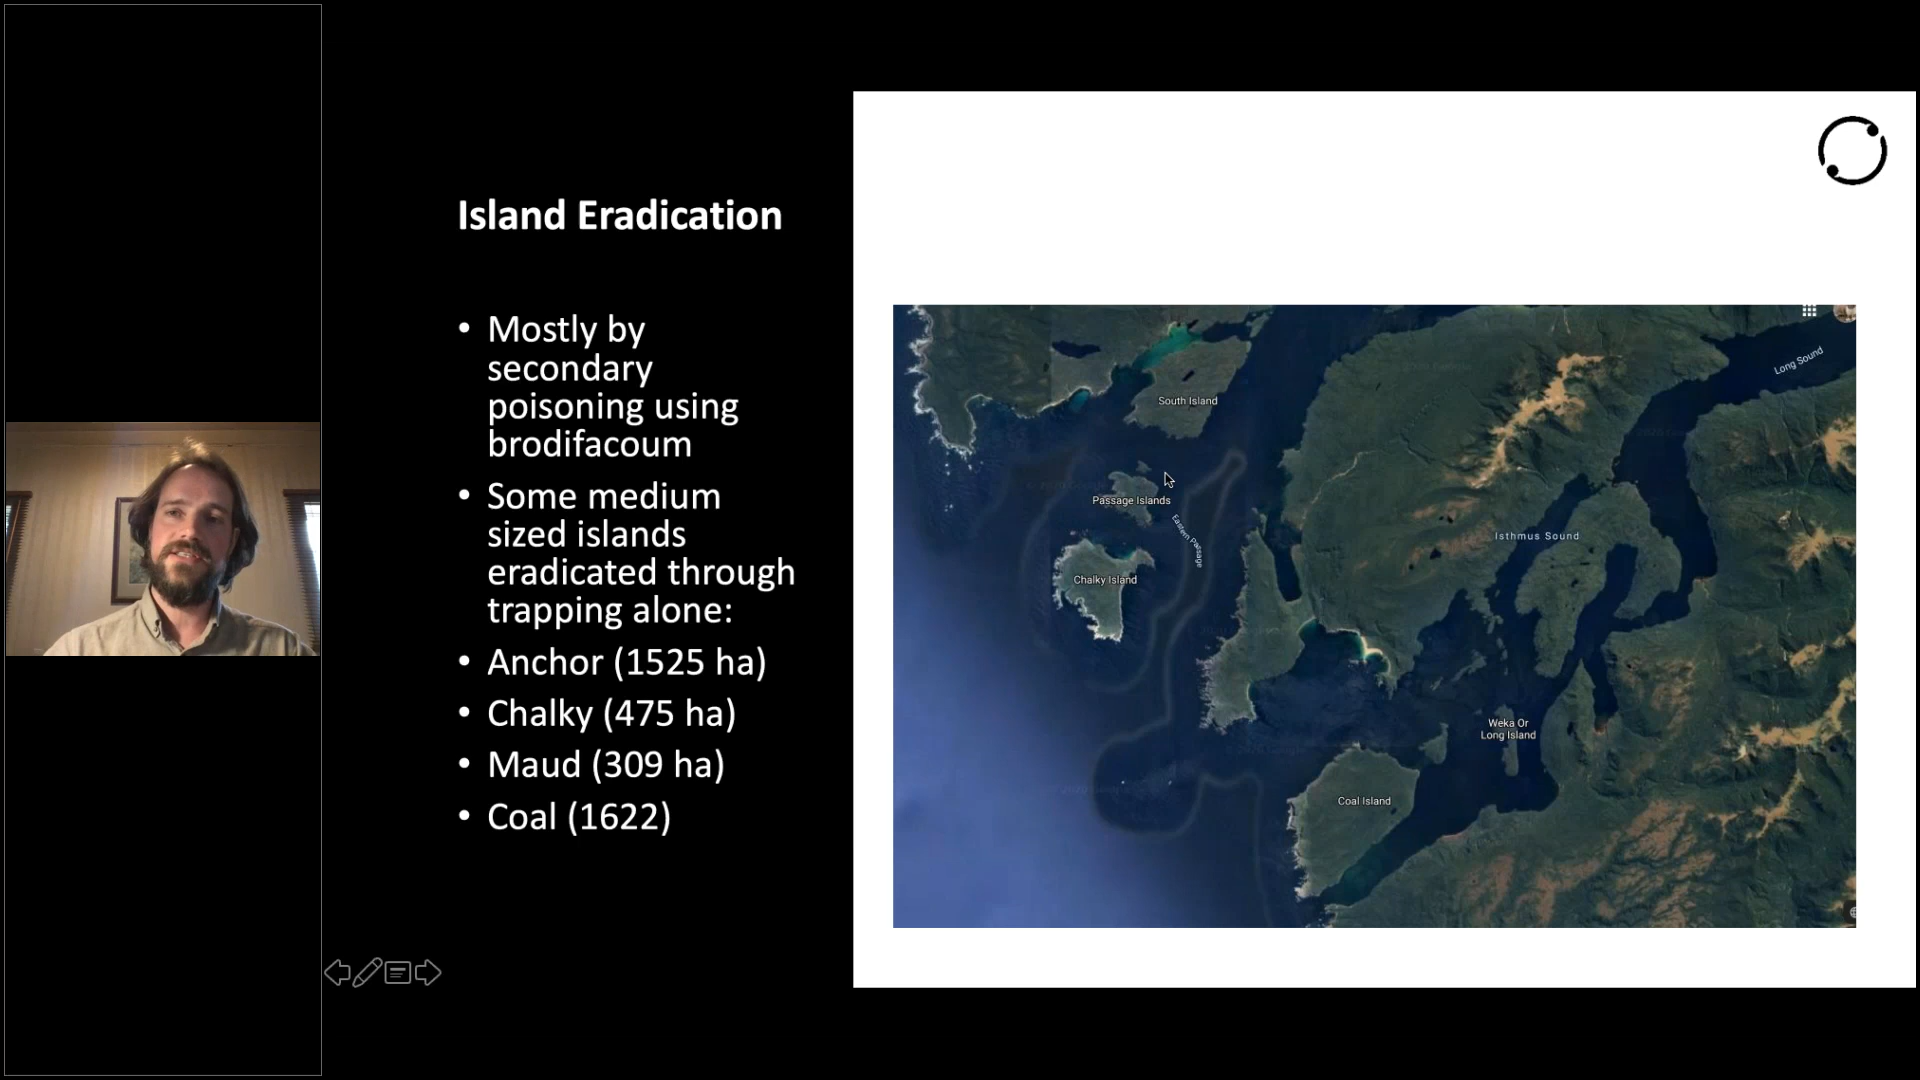 Island Eradication
• Mostly by
secondary
poisoning using
brodifacoum
• Some medium
sized islands
eradicated through
trapping alone:
• Anchor (1525 ha)
• Chalky (475 ha)
• Maud (309 ha)
• Coal (1622)
Long Sound
South Island
Passage Islands
Eastern Passage
Isthmus Sound
Chalky Island
Weka Or
Long Island
Coal Island